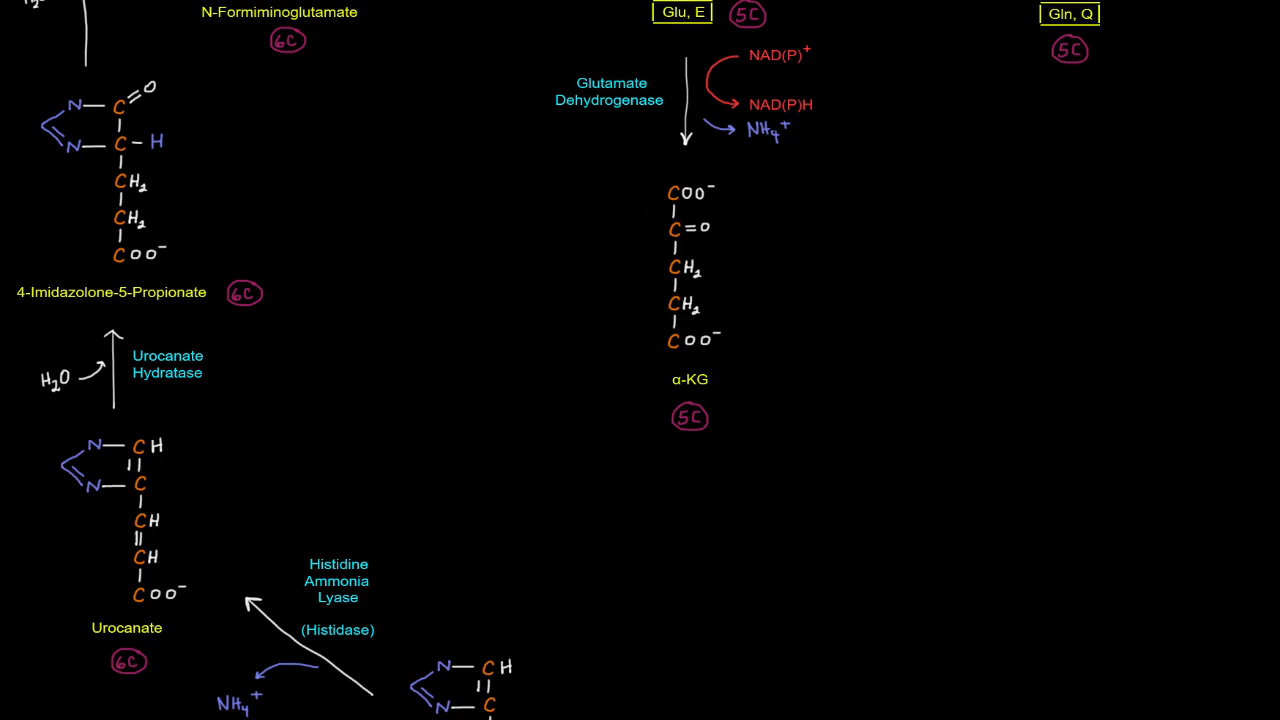 H₂O
N-Formiminoglutamate
6C
Glu, E
5C
Gln, Q
5C
N
C
O
N
C
H
CH₂
CH₂
COO⁻
4-Imidazolone-5-Propionate
6C
Urocanate
Hydratase
H₂O
N
CH
N
C
CH
CH
COO⁻
Urocanate
6C
Histidine
Ammonia
Lyase
(Histidase)
NH₄⁺
N
CH
N
C
Glutamate
Dehydrogenase
NAD(P)⁺
NAD(P)H
NH₄⁺
COO⁻
C=O
CH₂
CH₂
COO⁻
α-KG
5C